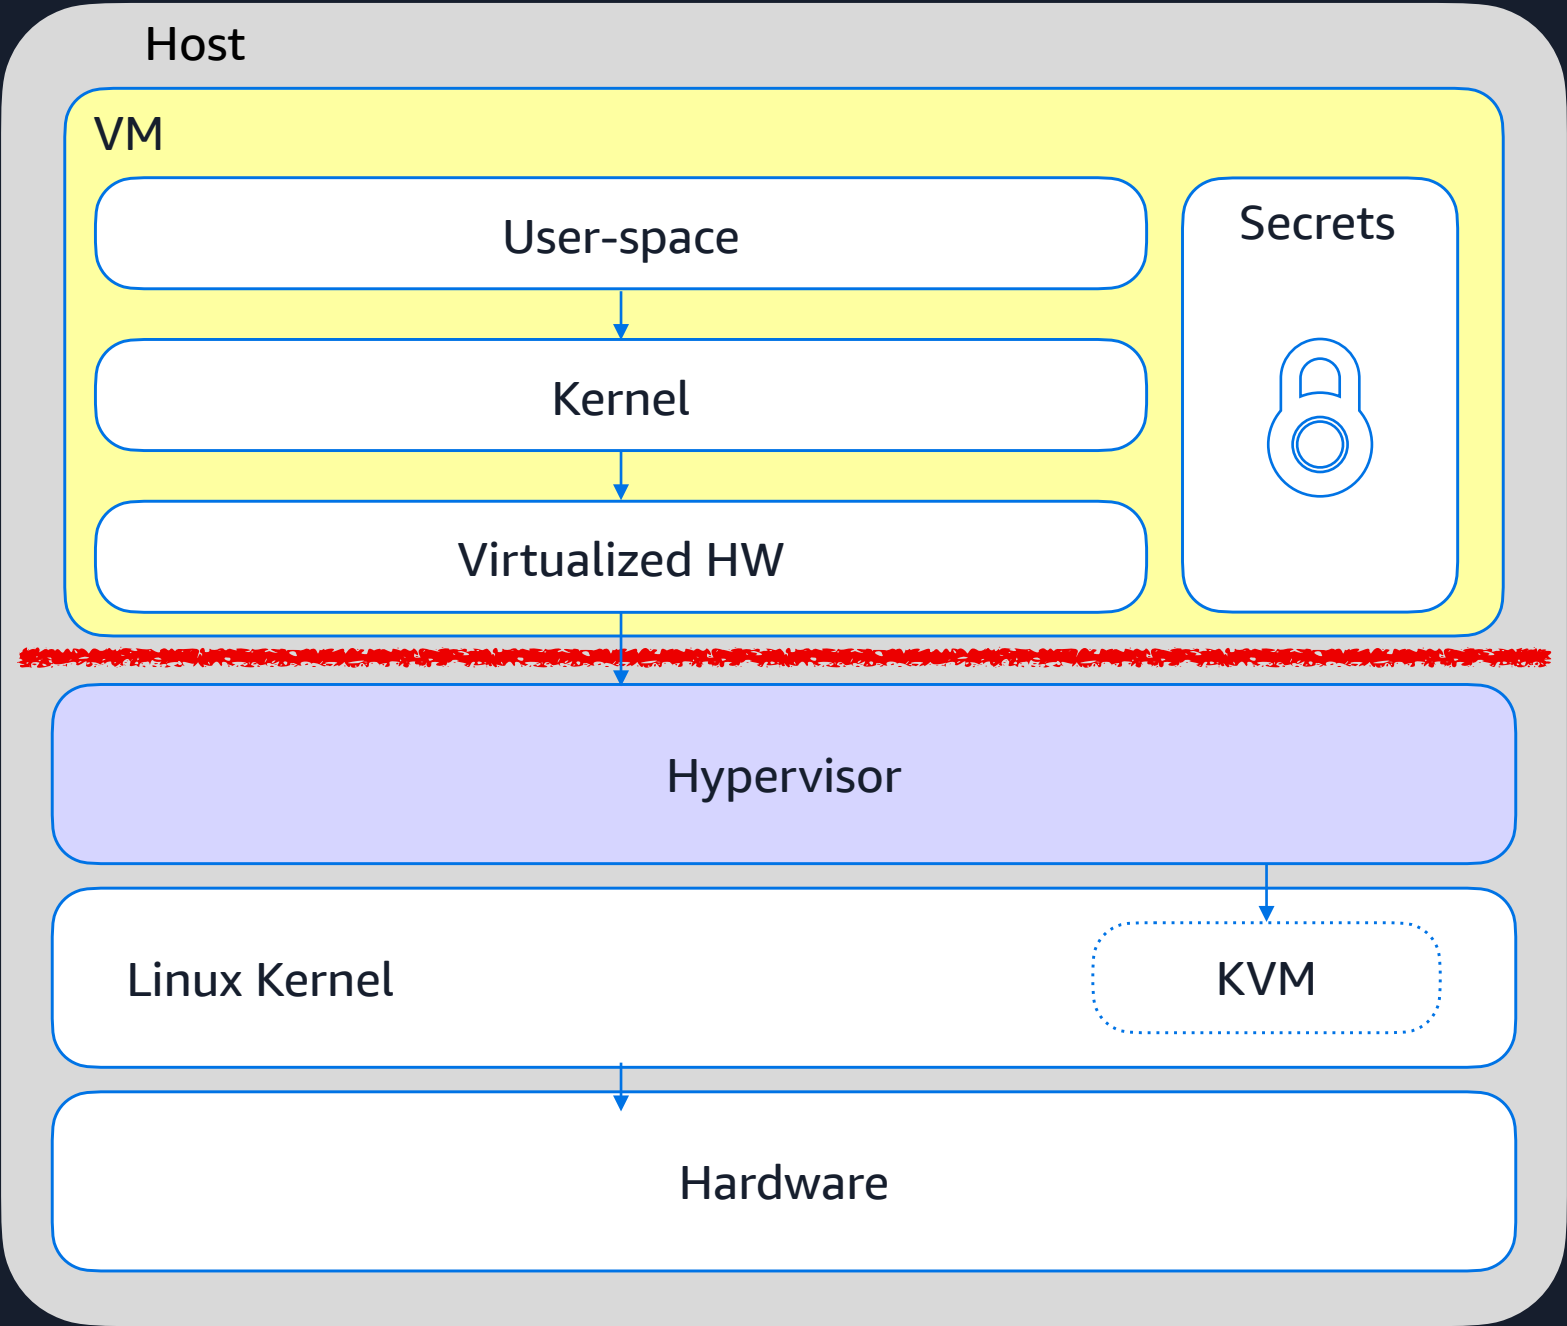 Host
VM
User-space
Secrets
Kernel
Virtualized HW
Hypervisor
Linux Kernel
KVM
Hardware